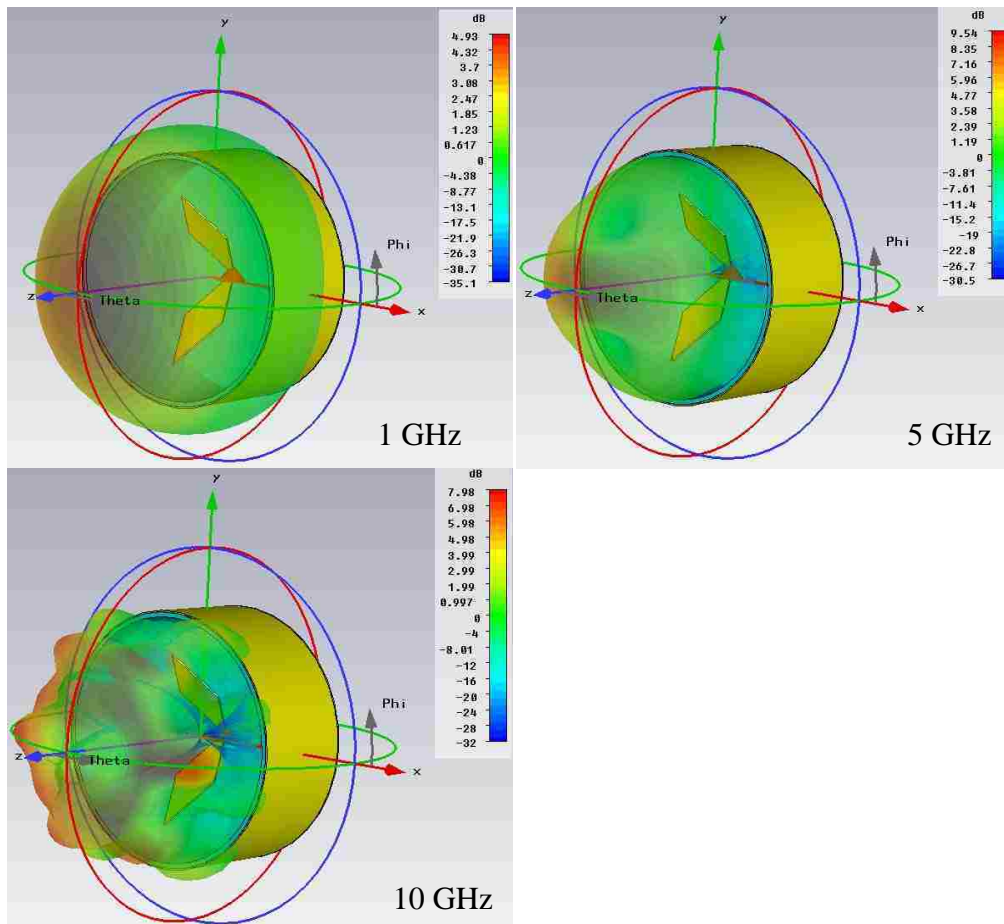 y
dB
4.93
4.32
3.7
3.08
2.47
1.85
1.23
0.617
0
-4.38
-8.77
-13.1
-17.5
-21.9
-26.3
-30.7
-35.1
Phi
z
Theta
x
1 GHz
y
dB
9.54
8.35
7.16
5.96
4.77
3.58
2.39
1.19
0
-3.81
-7.61
-11.4
-15.2
-19
-22.8
-26.7
-30.5
Phi
z
Theta
x
5 GHz
y
dB
7.98
6.98
5.98
4.98
3.99
2.99
1.99
0.997
0
-4
-8.01
-12
-16
-20
-24
-28
-32
Phi
z
Theta
x
10 GHz